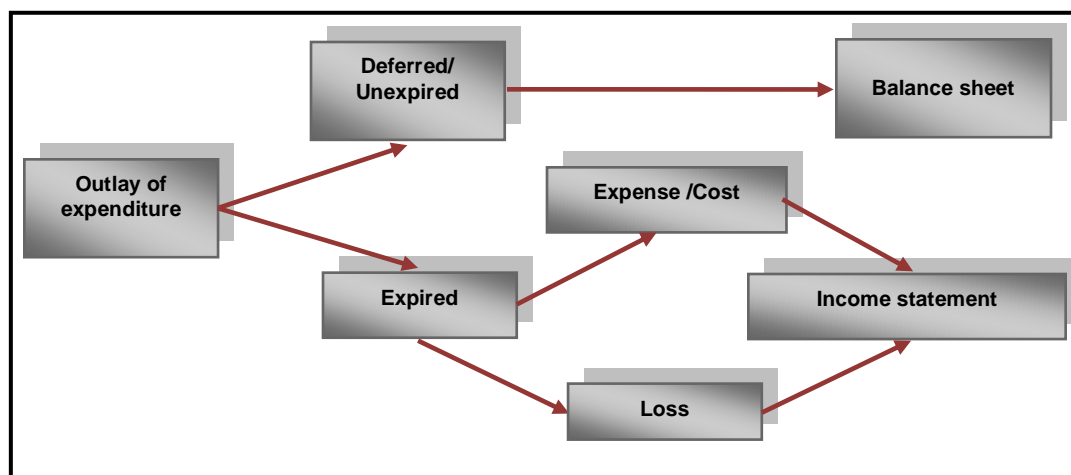 Deferred/
Unexpired
Balance sheet
Outlay of
expenditure
Expense /Cost
Expired
Income statement
Loss